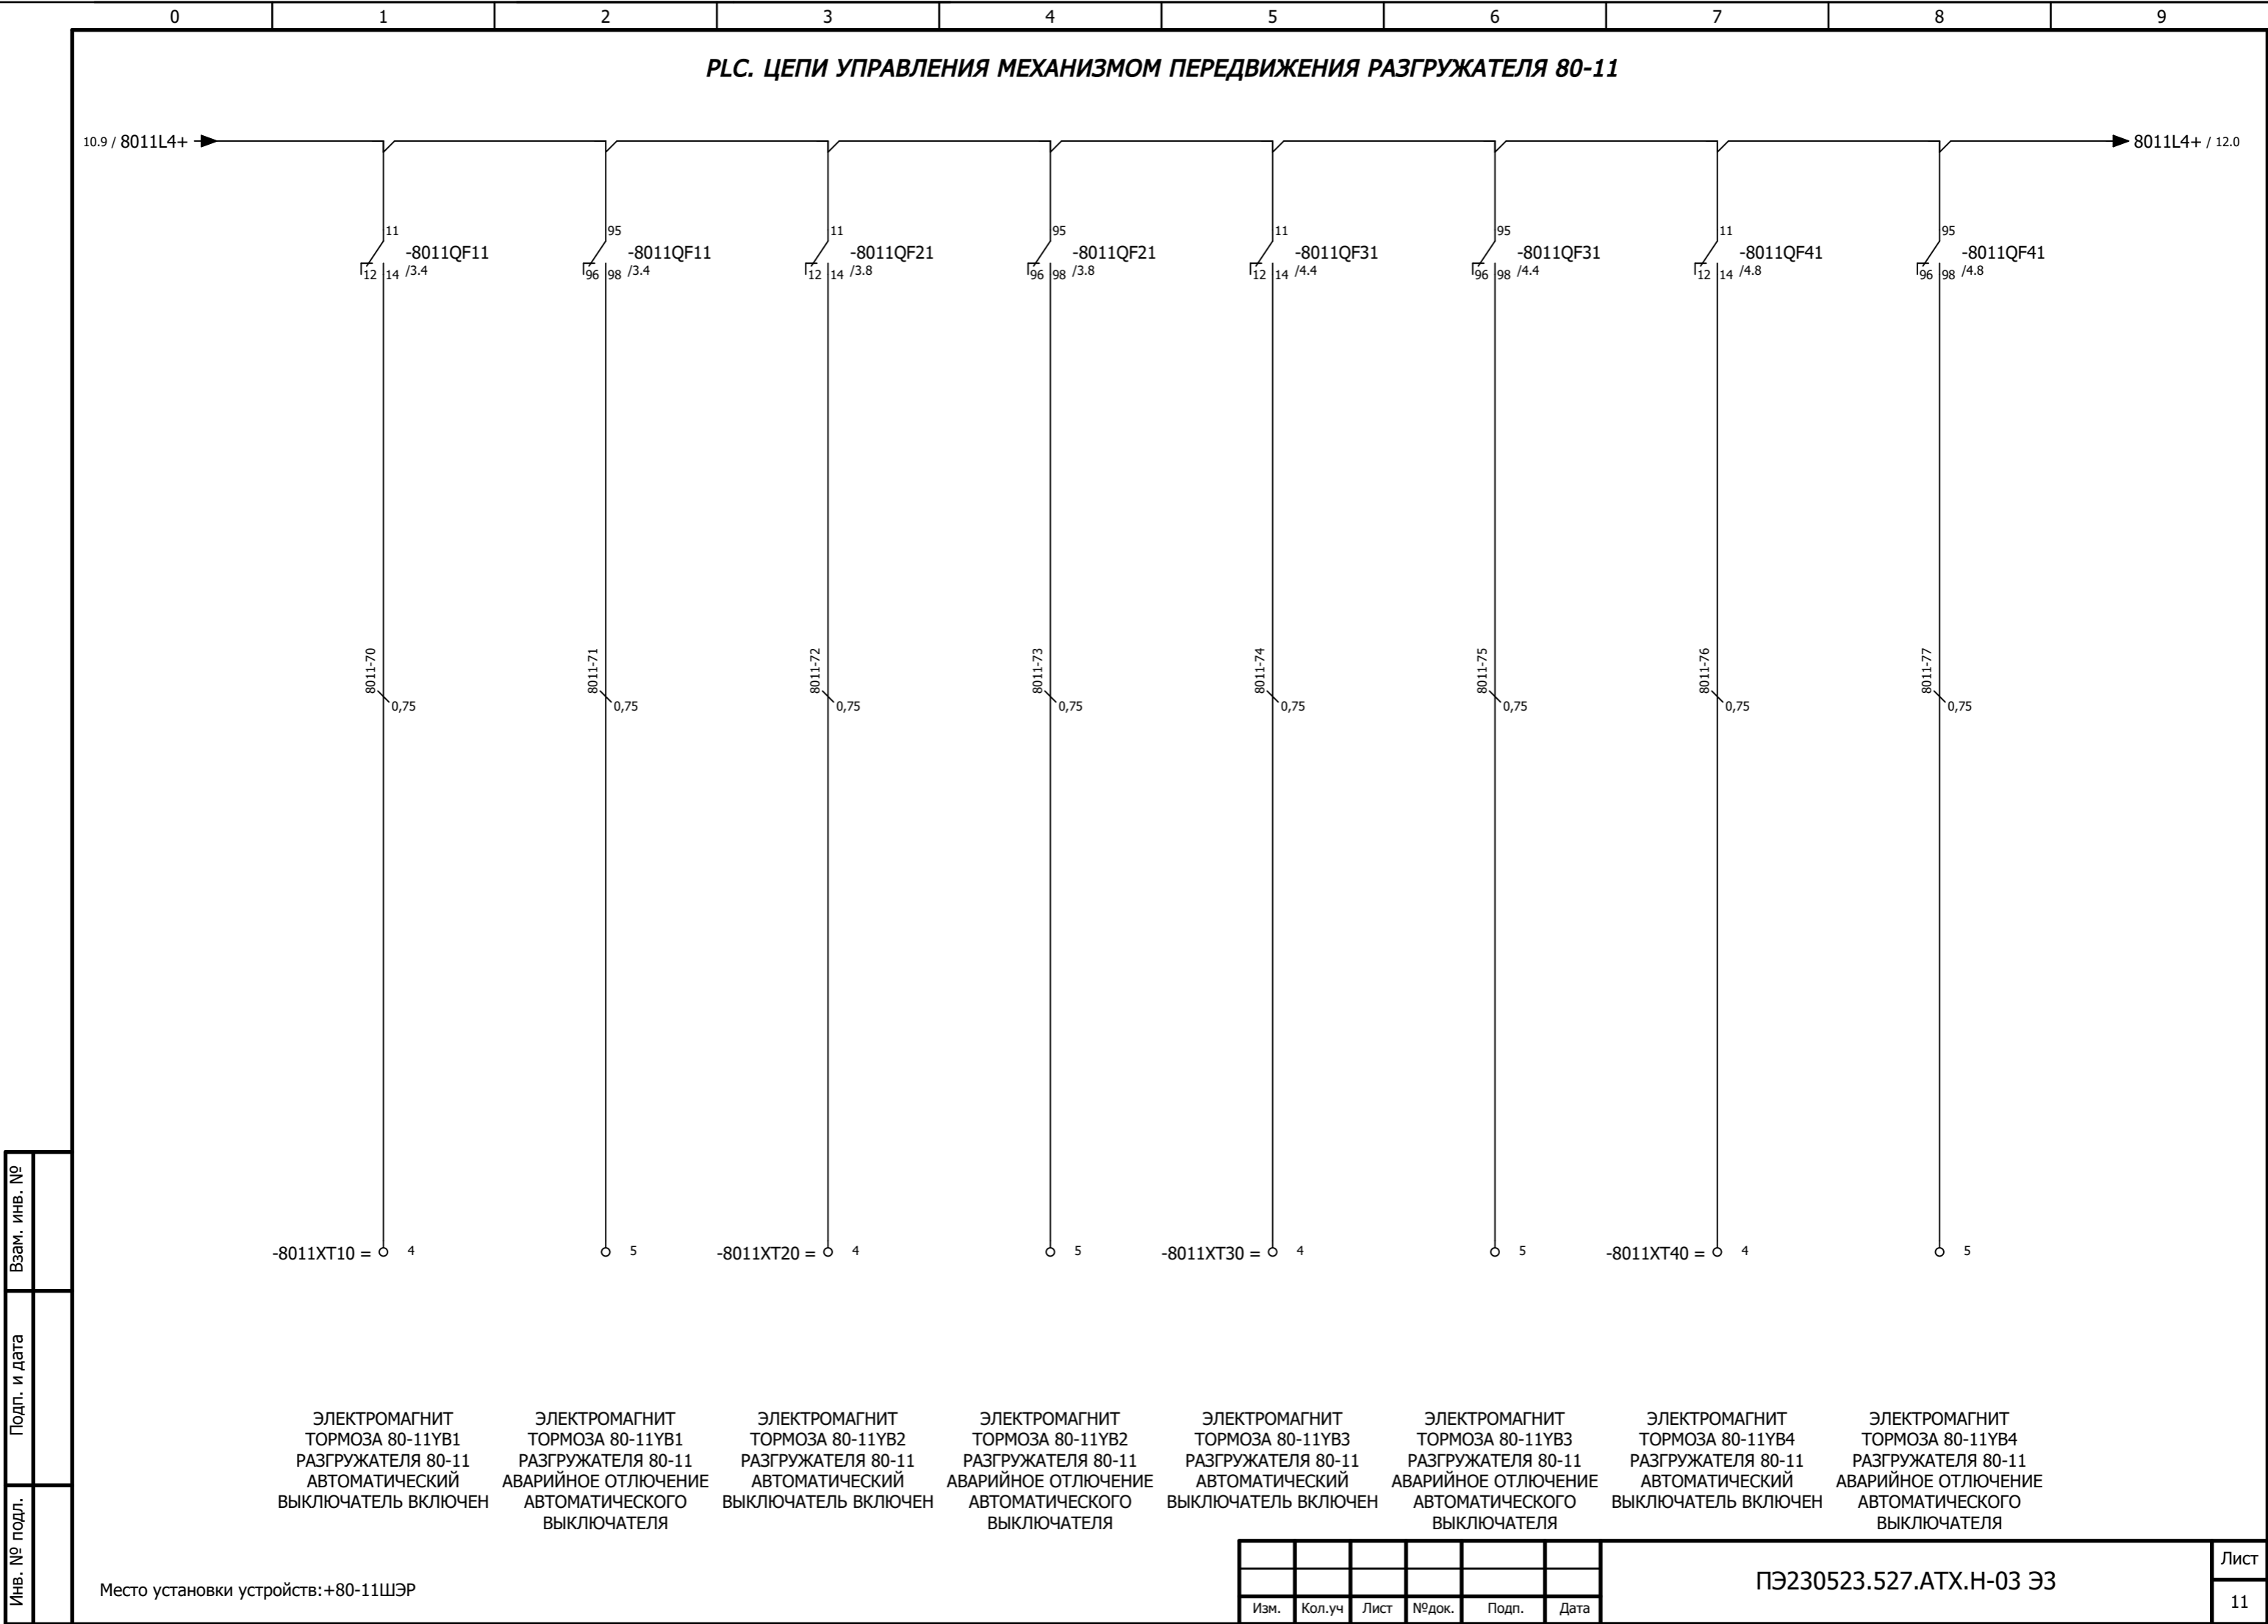 0 1 2 3 4 5 6 7 8 9
PLC. ЦЕПИ УПРАВЛЕНИЯ МЕХАНИЗМОМ ПЕРЕДВИЖЕНИЯ РАЗГРУЖАТЕЛЯ 80-11
10.9 / 8011L4+
8011L4+ / 12.0
11 95 11 95 11 95 11 95
-8011QF11 -8011QF11 -8011QF21 -8011QF21 -8011QF31 -8011QF31 -8011QF41 -8011QF41
12 14 /3.4 96 98 /3.4 12 14 /3.8 96 98 /3.8 12 14 /4.4 96 98 /4.4 12 14 /4.8 96 98 /4.8
8011-70 8011-71 8011-72 8011-73 8011-74 8011-75 8011-76 8011-77
0,75 0,75 0,75 0,75 0,75 0,75 0,75 0,75
-8011XT10 = 4 5 -8011XT20 = 4 5 -8011XT30 = 4 5 -8011XT40 = 4 5
ЭЛЕКТРОМАГНИТ
ТОРМОЗА 80-11YB1
РАЗГРУЖАТЕЛЯ 80-11
АВТОМАТИЧЕСКИЙ
ВЫКЛЮЧАТЕЛЬ ВКЛЮЧЕН
ЭЛЕКТРОМАГНИТ
ТОРМОЗА 80-11YB1
РАЗГРУЖАТЕЛЯ 80-11
АВАРИЙНОЕ ОТЛЮЧЕНИЕ
АВТОМАТИЧЕСКОГО
ВЫКЛЮЧАТЕЛЯ
ЭЛЕКТРОМАГНИТ
ТОРМОЗА 80-11YB2
РАЗГРУЖАТЕЛЯ 80-11
АВТОМАТИЧЕСКИЙ
ВЫКЛЮЧАТЕЛЬ ВКЛЮЧЕН
ЭЛЕКТРОМАГНИТ
ТОРМОЗА 80-11YB2
РАЗГРУЖАТЕЛЯ 80-11
АВАРИЙНОЕ ОТЛЮЧЕНИЕ
АВТОМАТИЧЕСКОГО
ВЫКЛЮЧАТЕЛЯ
ЭЛЕКТРОМАГНИТ
ТОРМОЗА 80-11YB3
РАЗГРУЖАТЕЛЯ 80-11
АВТОМАТИЧЕСКИЙ
ВЫКЛЮЧАТЕЛЬ ВКЛЮЧЕН
ЭЛЕКТРОМАГНИТ
ТОРМОЗА 80-11YB3
РАЗГРУЖАТЕЛЯ 80-11
АВАРИЙНОЕ ОТЛЮЧЕНИЕ
АВТОМАТИЧЕСКОГО
ВЫКЛЮЧАТЕЛЯ
ЭЛЕКТРОМАГНИТ
ТОРМОЗА 80-11YB4
РАЗГРУЖАТЕЛЯ 80-11
АВТОМАТИЧЕСКИЙ
ВЫКЛЮЧАТЕЛЬ ВКЛЮЧЕН
ЭЛЕКТРОМАГНИТ
ТОРМОЗА 80-11YB4
РАЗГРУЖАТЕЛЯ 80-11
АВАРИЙНОЕ ОТЛЮЧЕНИЕ
АВТОМАТИЧЕСКОГО
ВЫКЛЮЧАТЕЛЯ
Взам. инв. №
Подп. и дата
Инв. № подл.
Место установки устройств:+80-11ШЭР
Изм. Кол.уч Лист №док. Подп. Дата
ПЭ230523.527.АТХ.Н-03 Э3
Лист
11